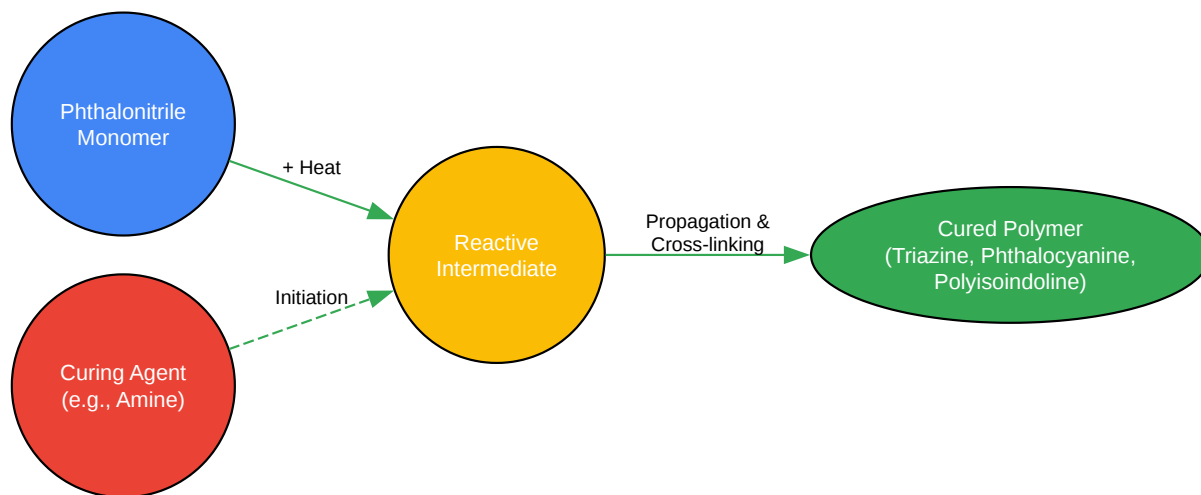 Phthalonitrile
Monomer
+ Heat
Curing Agent
(e.g., Amine)
Initiation
Reactive
Intermediate
Propagation &
Cross-linking
Cured Polymer
(Triazine, Phthalocyanine,
Polyisoindoline)